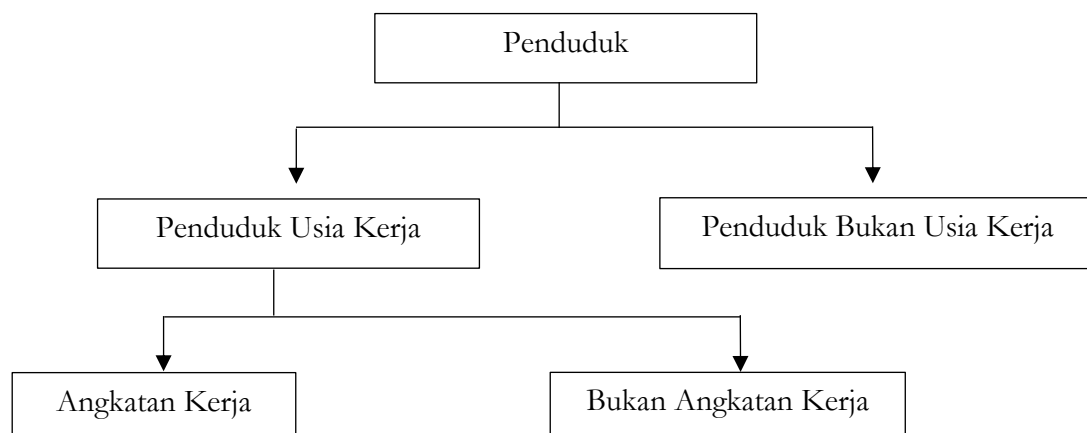 Penduduk
Penduduk Usia Kerja
Penduduk Bukan Usia Kerja
Angkatan Kerja
Bukan Angkatan Kerja